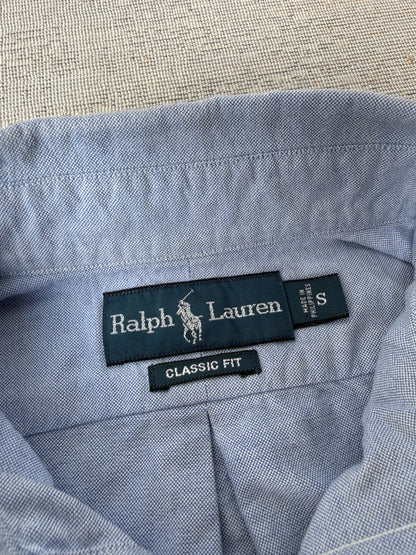 Ralph Lauren
S
MADE IN
PHILIPPINES
CLASSIC FIT